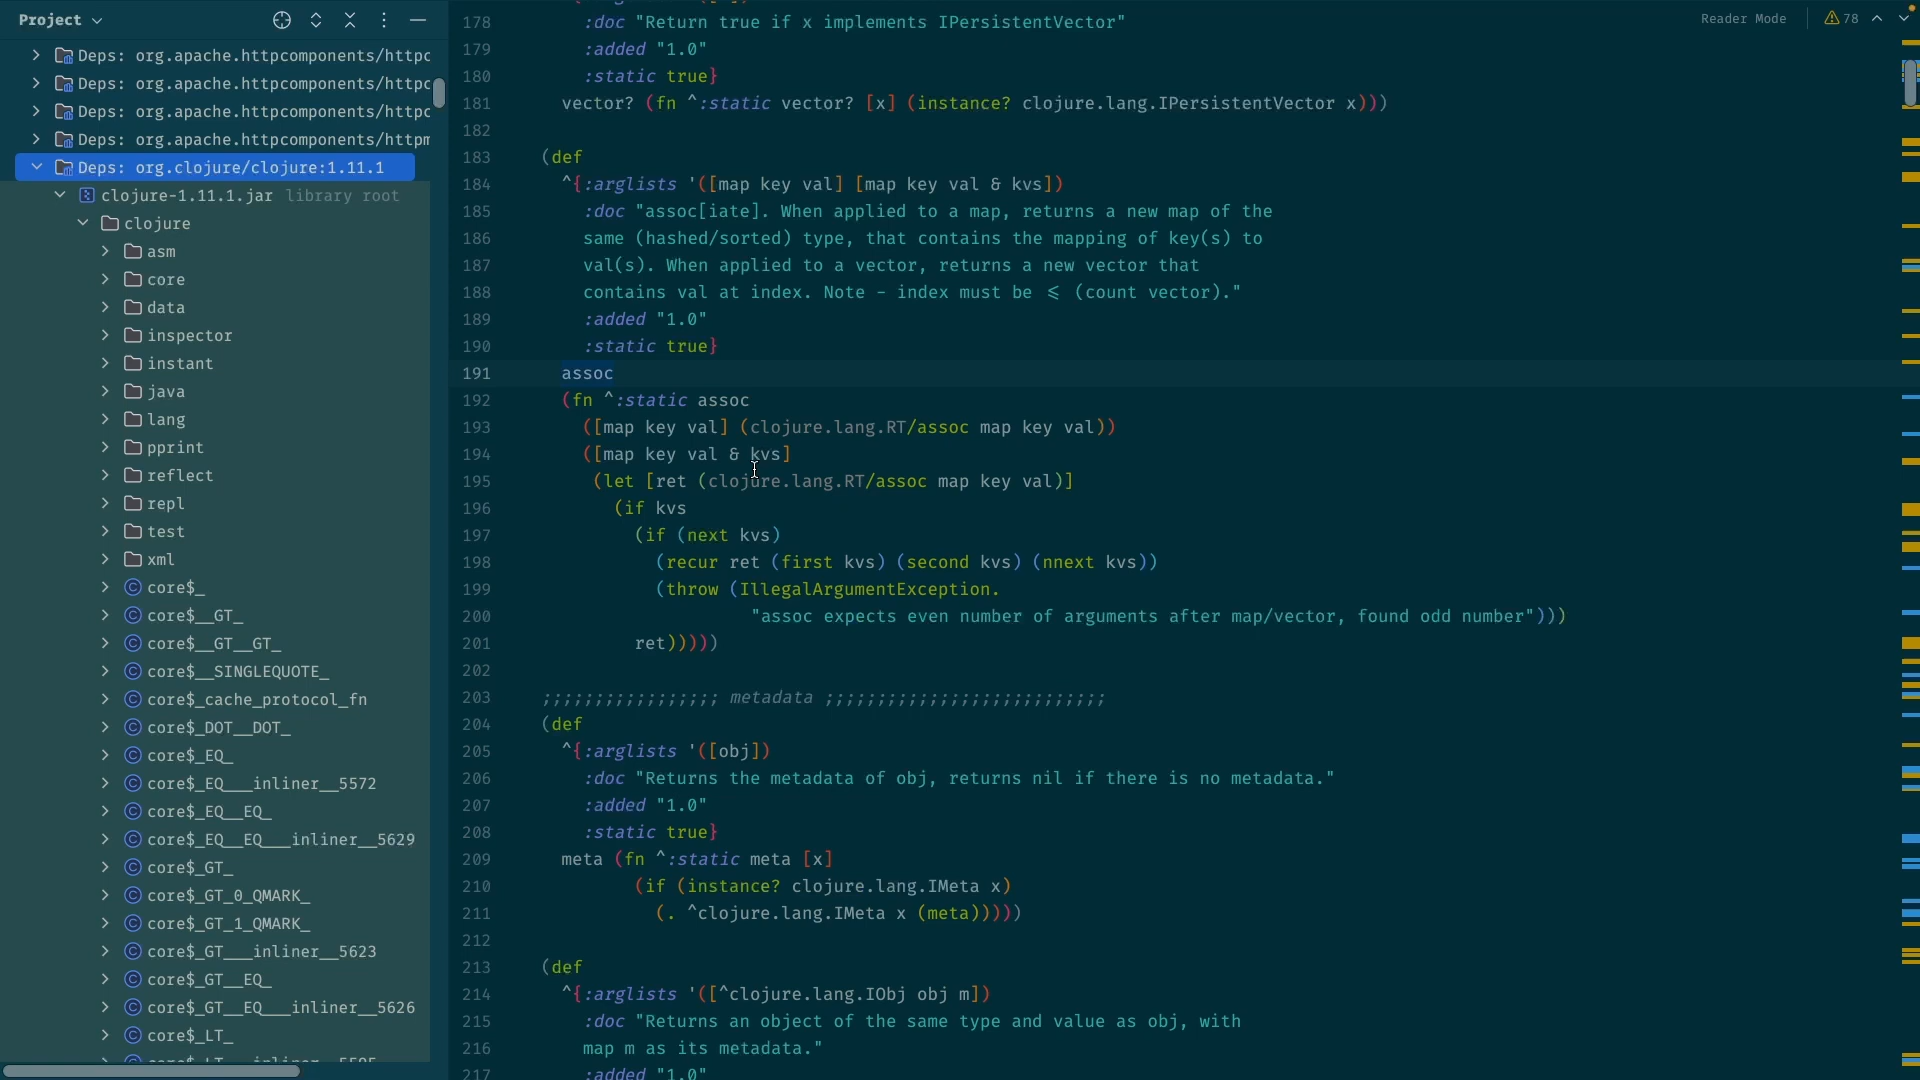 Project
Deps: org.apache.httpcomponents/httpc
Deps: org.apache.httpcomponents/httpc
Deps: org.apache.httpcomponents/httpc
Deps: org.apache.httpcomponents/httpm
Deps: org.clojure/clojure:1.11.1
clojure-1.11.1.jar library root
clojure
asm
core
data
inspector
instant
java
lang
pprint
reflect
repl
test
xml
core$_
core$__GT_
core$__GT__GT_
core$__SINGLEQUOTE_
core$_cache_protocol_fn
core$_DOT__DOT_
core$_EQ_
core$_EQ___inliner__5572
core$_EQ__EQ_
core$_EQ__EQ___inliner__5629
core$_GT_
core$_GT_0_QMARK_
core$_GT_1_QMARK_
core$_GT___inliner__5623
core$_GT__EQ_
core$_GT__EQ___inliner__5626
core$_LT_
Reader Mode 78
178 :doc "Return true if x implements IPersistentVector"
179 :added "1.0"
180 :static true}
181 vector? (fn ^:static vector? [x] (instance? clojure.lang.IPersistentVector x)))
182
183 (def
184 ^{:arglists '([map key val] [map key val & kvs])
185 :doc "assoc[iate]. When applied to a map, returns a new map of the
186 same (hashed/sorted) type, that contains the mapping of key(s) to
187 val(s). When applied to a vector, returns a new vector that
188 contains val at index. Note - index must be <= (count vector)."
189 :added "1.0"
190 :static true}
191 assoc
192 (fn ^:static assoc
193 ([map key val] (clojure.lang.RT/assoc map key val))
194 ([map key val & kvs]
195 (let [ret (clojure.lang.RT/assoc map key val)]
196 (if kvs
197 (if (next kvs)
198 (recur ret (first kvs) (second kvs) (nnext kvs))
199 (throw (IllegalArgumentException.
200 "assoc expects even number of arguments after map/vector, found odd number")))
201 ret)))))
202
203 ;;;;;;;;;;;;;;;;; metadata ;;;;;;;;;;;;;;;;;;;;;;;;;;;
204 (def
205 ^{:arglists '([obj])
206 :doc "Returns the metadata of obj, returns nil if there is no metadata."
207 :added "1.0"
208 :static true}
209 meta (fn ^:static meta [x]
210 (if (instance? clojure.lang.IMeta x)
211 (. ^clojure.lang.IMeta x (meta)))))
212
213 (def
214 ^{:arglists '([^clojure.lang.IObj obj m])
215 :doc "Returns an object of the same type and value as obj, with
216 map m as its metadata."
217 :added "1.0"